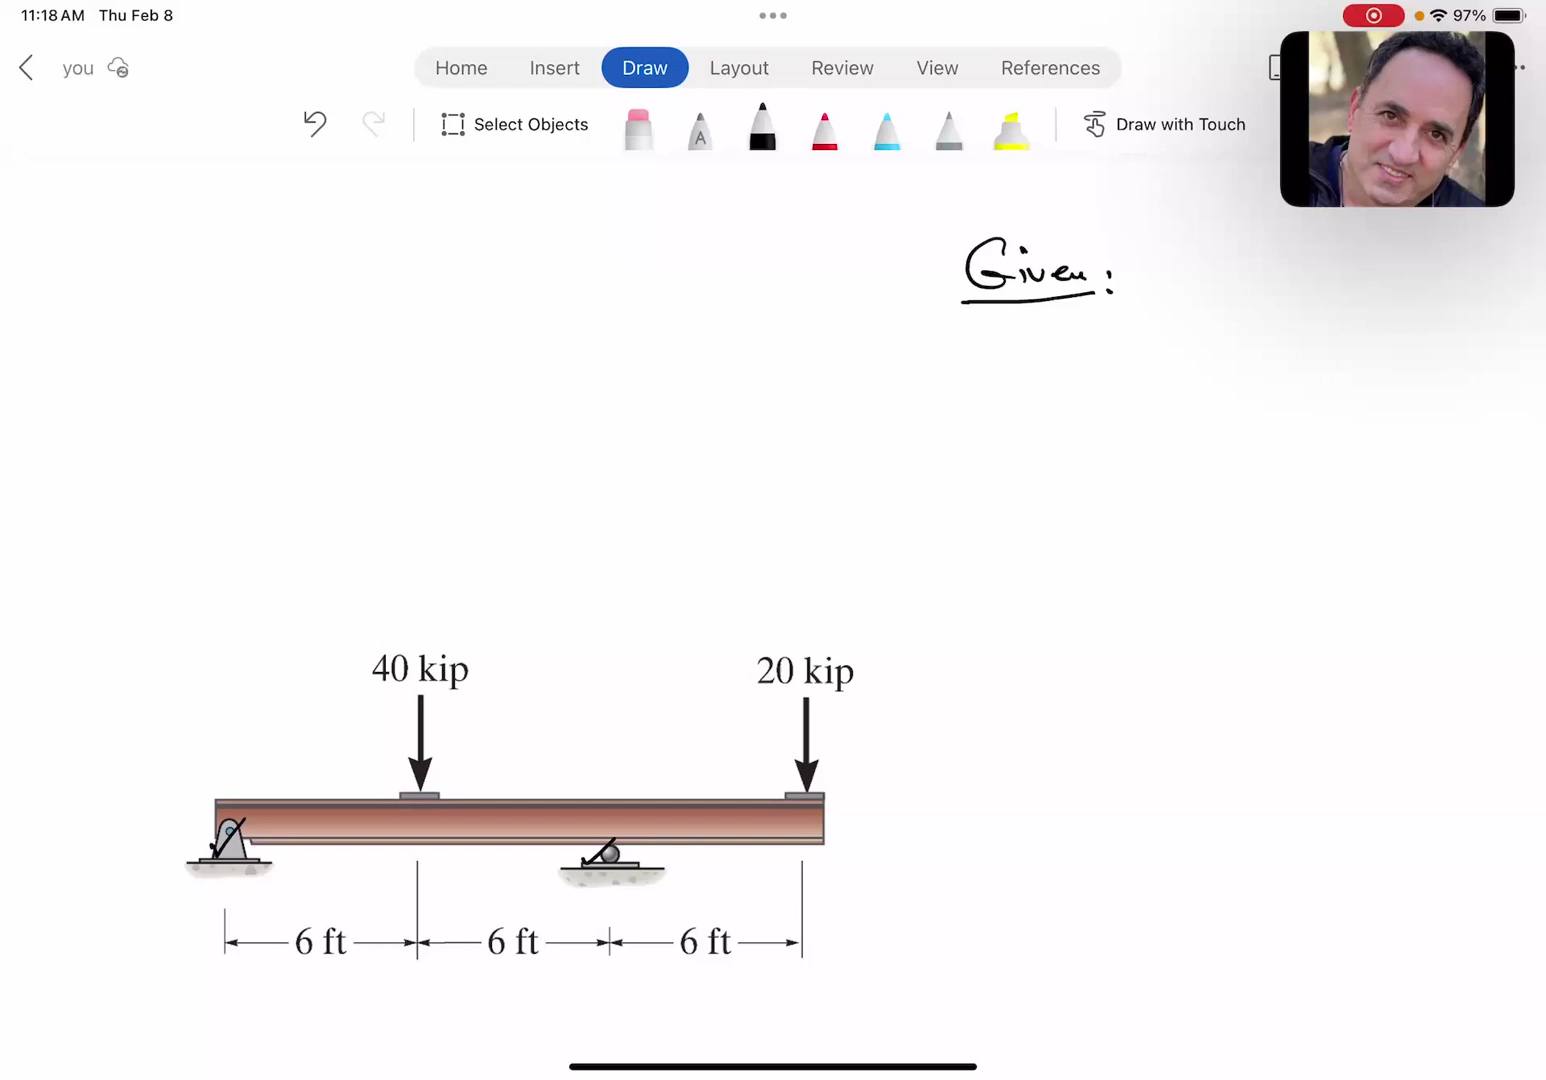 11:18 AM Thu Feb 8
97%
you
Home Insert Draw Layout Review View References
Select Objects
A
Draw with Touch
Given:
40 kip 20 kip
6 ft 6 ft 6 ft